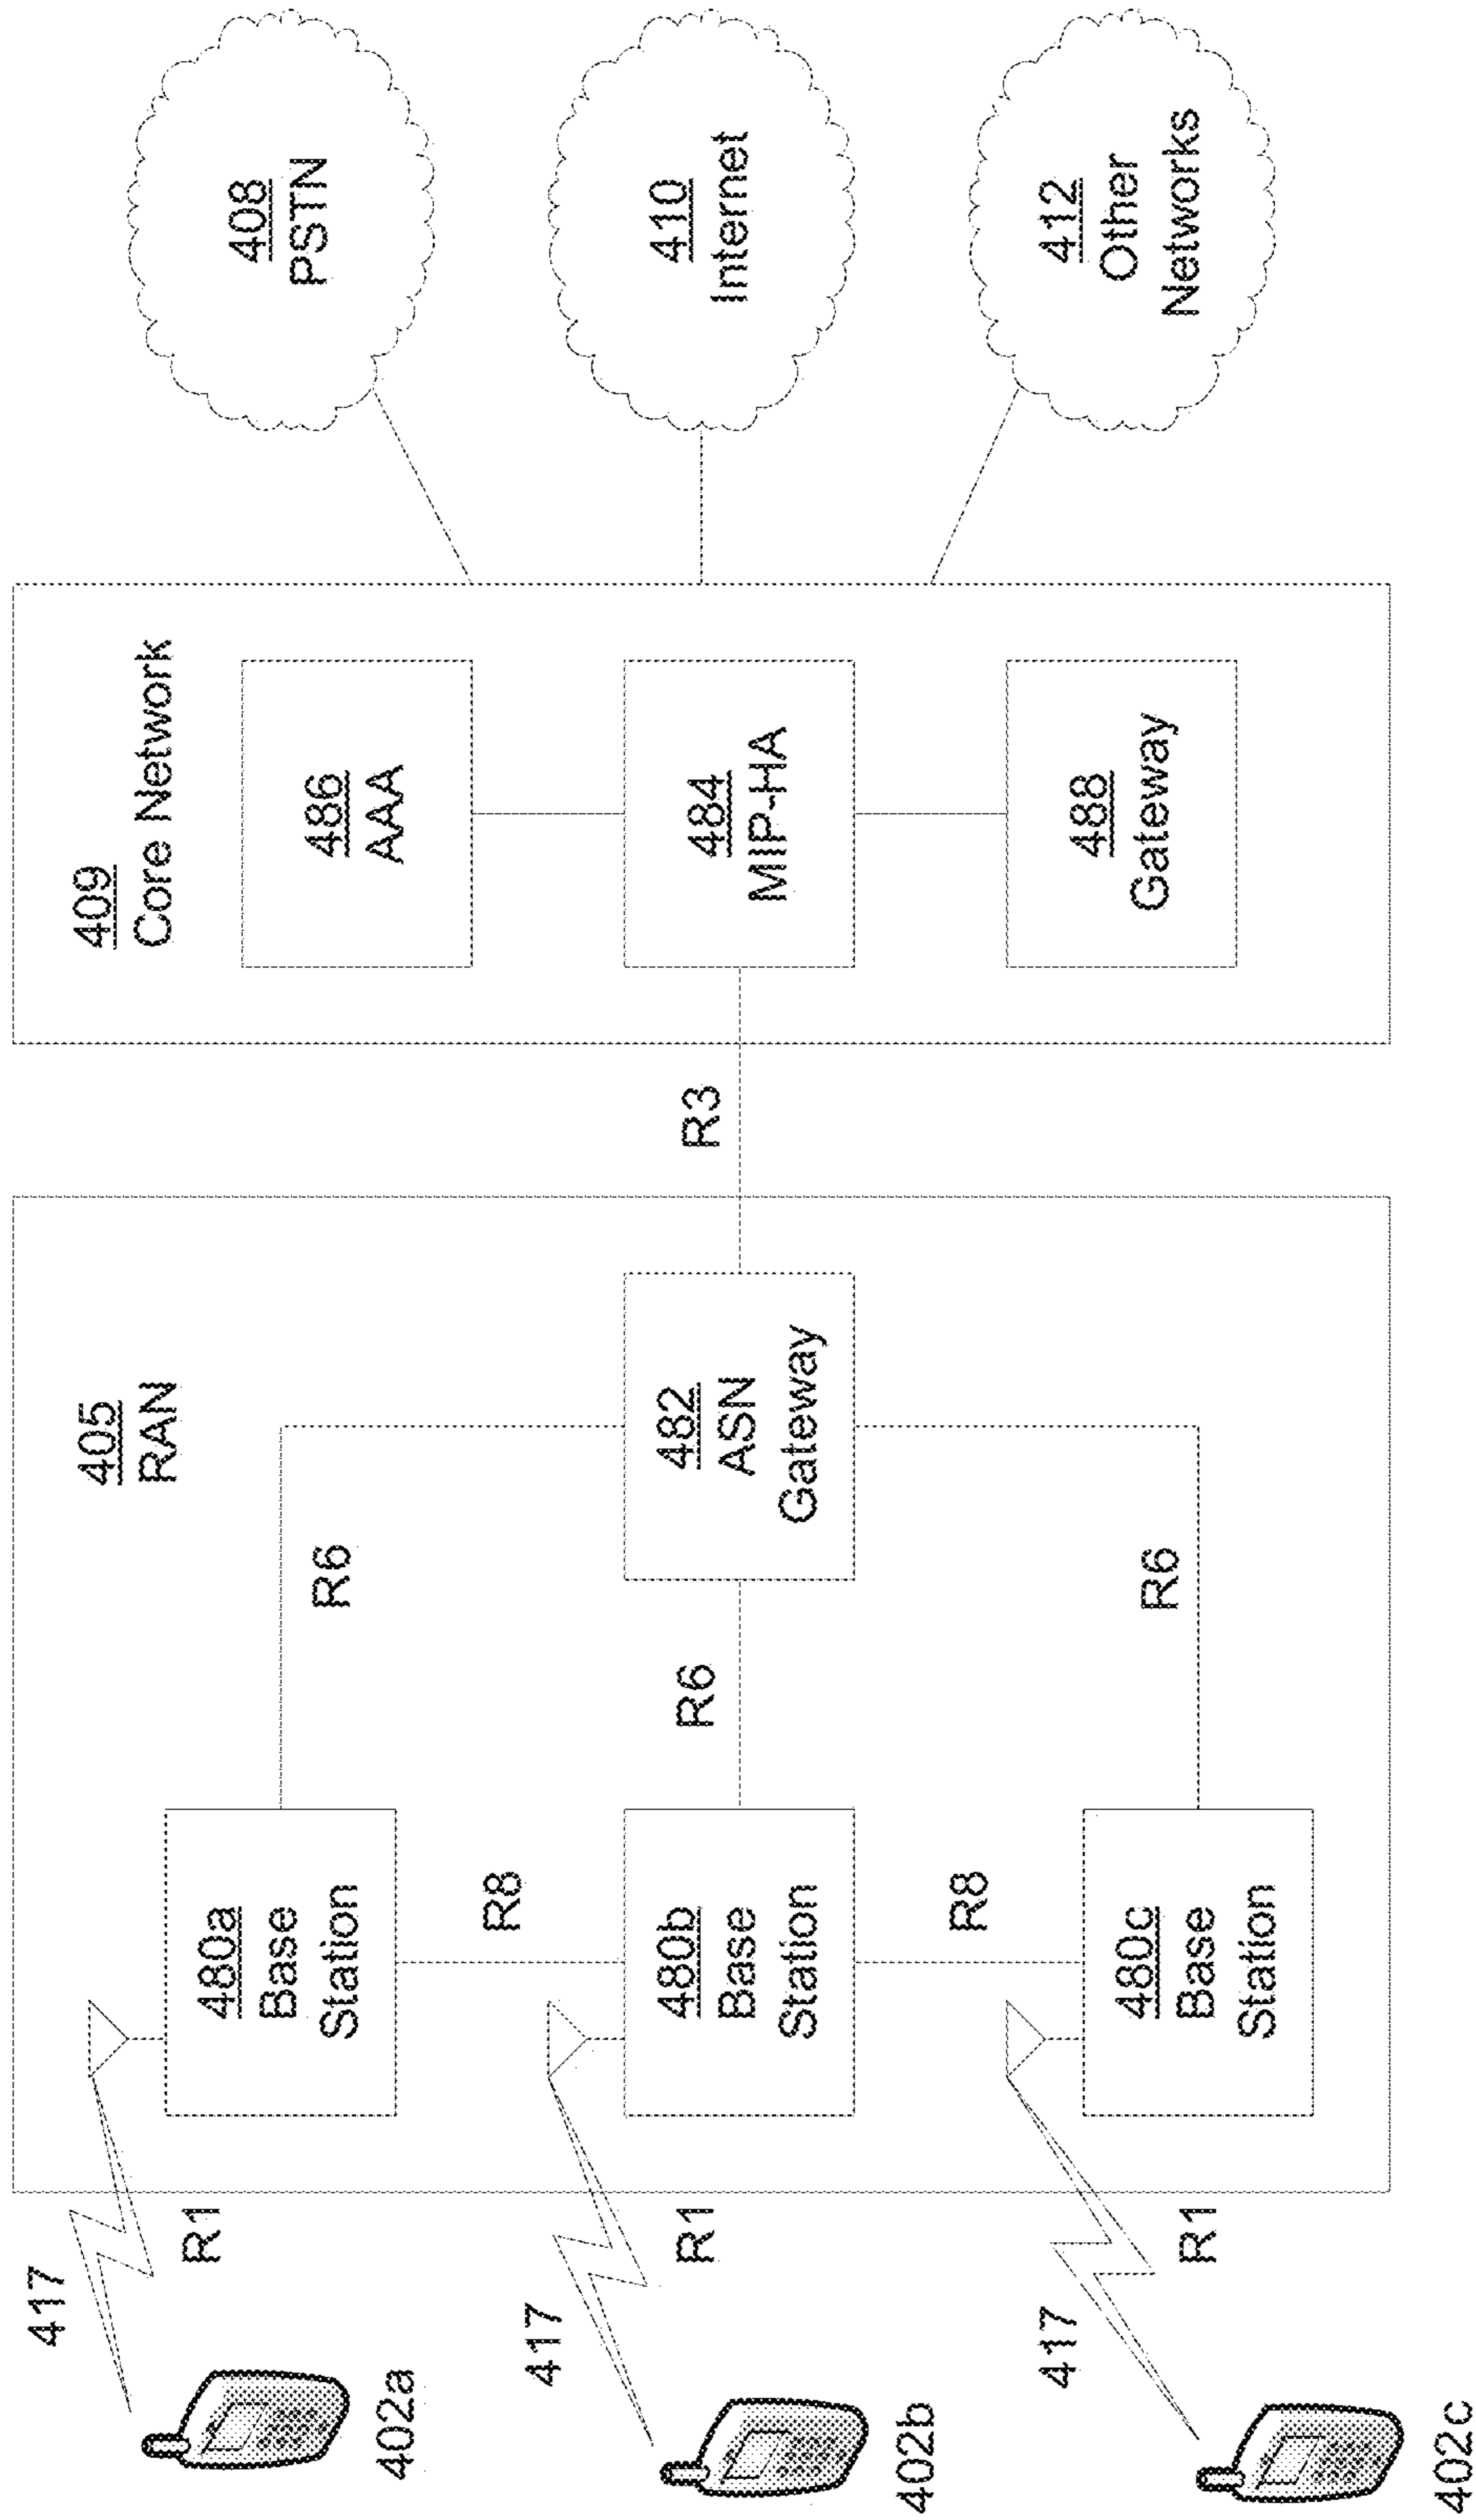 417
402a
R1
417
402b
R1
417
402c
R1
405
RAN
480a
Base
Station
R8
480b
Base
Station
R8
480c
Base
Station
R6
R6
R6
482
ASN
Gateway
R3
409
Core Network
486
AAA
484
MIP-HA
488
Gateway
408
PSTN
410
Internet
412
Other
Networks